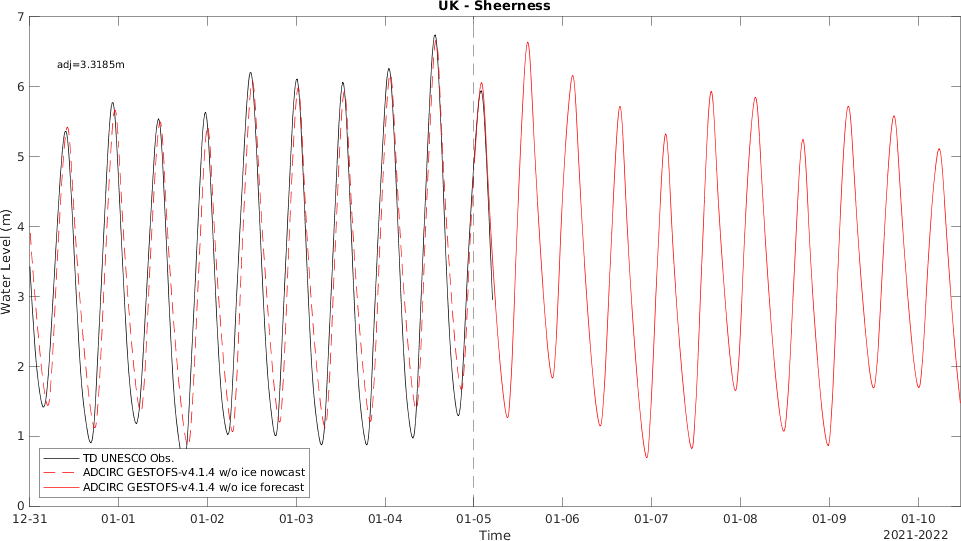 UK - Sheerness
7
6
5
4
3
2
1
0
Water Level (m)
adj=3.3185m
TD UNESCO Obs.
ADCIRC GESTOFS-v4.1.4 w/o ice nowcast
ADCIRC GESTOFS-v4.1.4 w/o ice forecast
12-31 01-01 01-02 01-03 01-04 01-05 01-06 01-07 01-08 01-09 01-10
Time
2021-2022